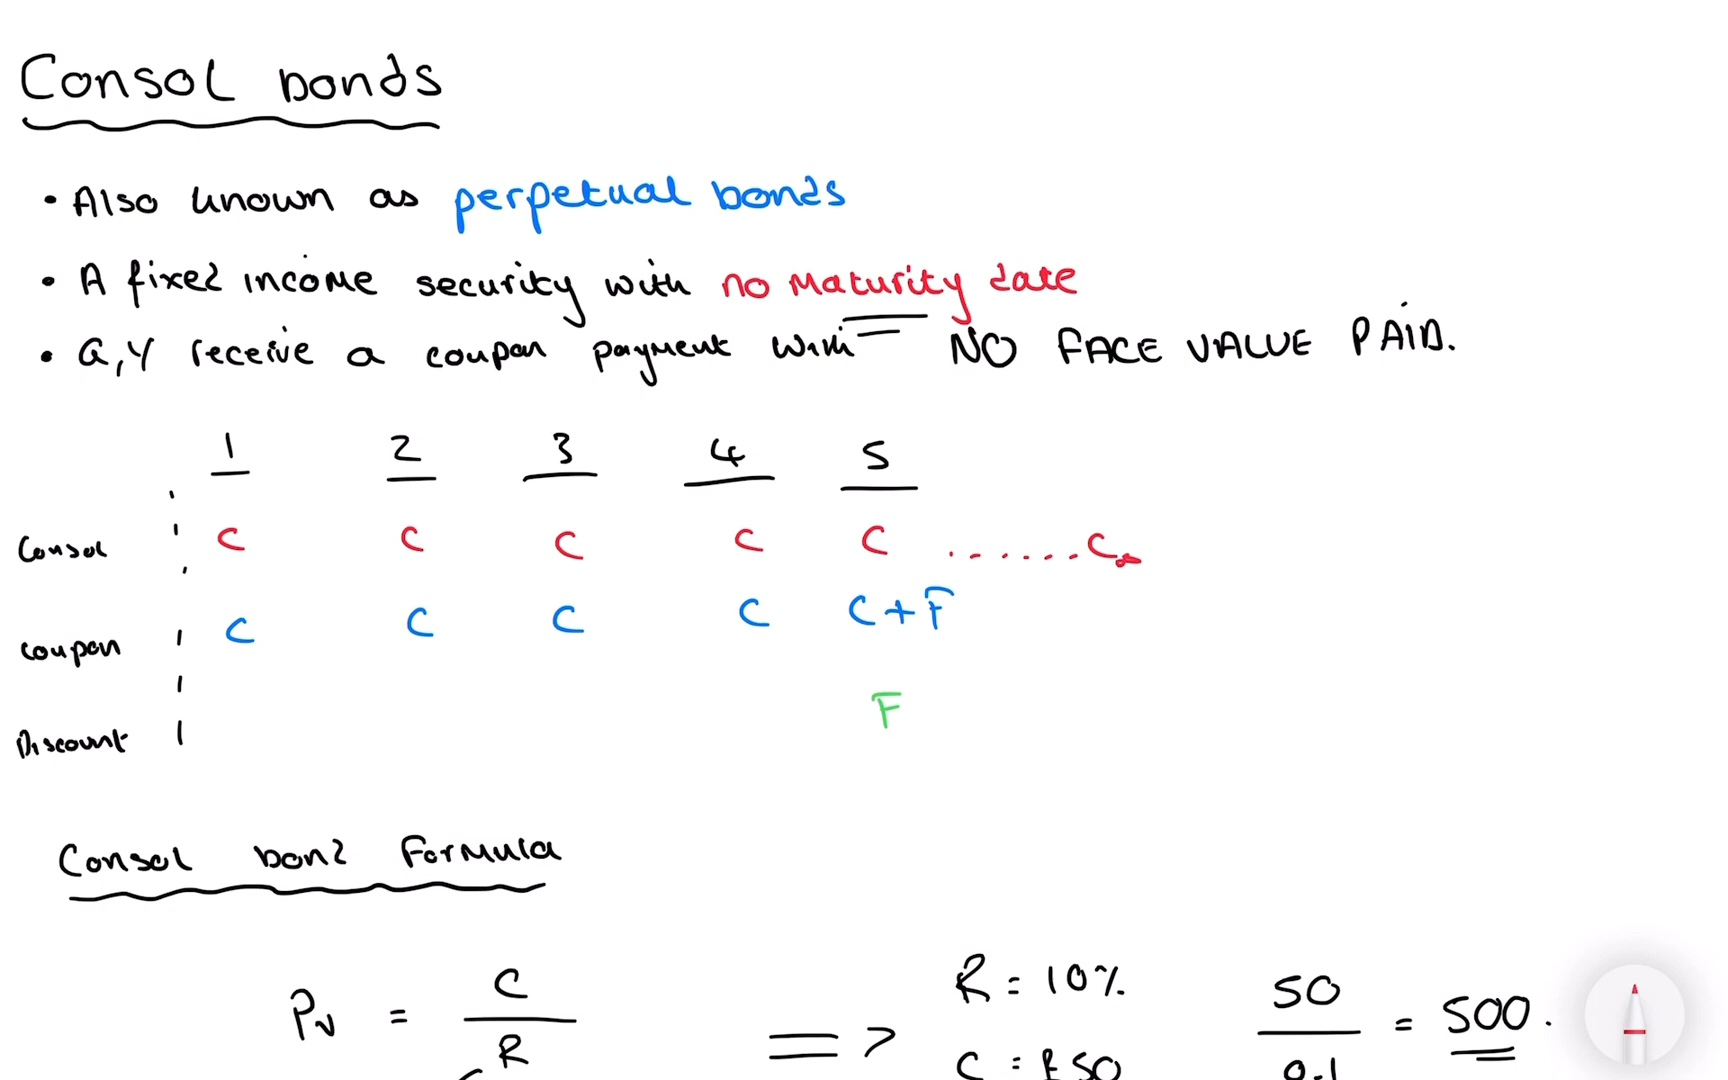 Consol bonds
• Also known as perpetual bonds
• A fixed income security with no maturity date
• Q,Y receive a coupon payment with NO FACE VALUE PAID.
1 2 3 4 5
Consol C C C C C ....... C∞
Coupon C C C C C + F
Discount F
Consol bond Formula
Pv = C / R => R = 10% 50 / 0.1 = 500.
C = £50